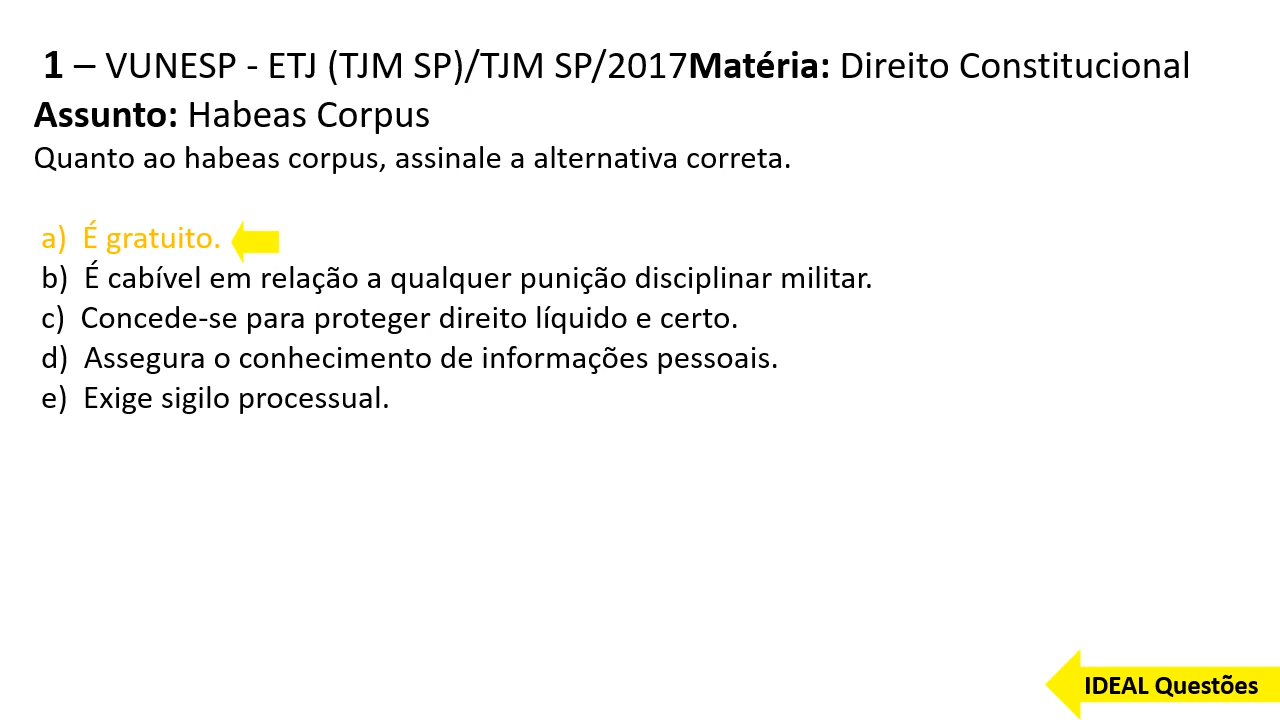 1 – VUNESP - ETJ (TJM SP)/TJM SP/2017Matéria: Direito Constitucional
Assunto: Habeas Corpus
Quanto ao habeas corpus, assinale a alternativa correta.
a) É gratuito.
b) É cabível em relação a qualquer punição disciplinar militar.
c) Concede-se para proteger direito líquido e certo.
d) Assegura o conhecimento de informações pessoais.
e) Exige sigilo processual.
IDEAL Questões